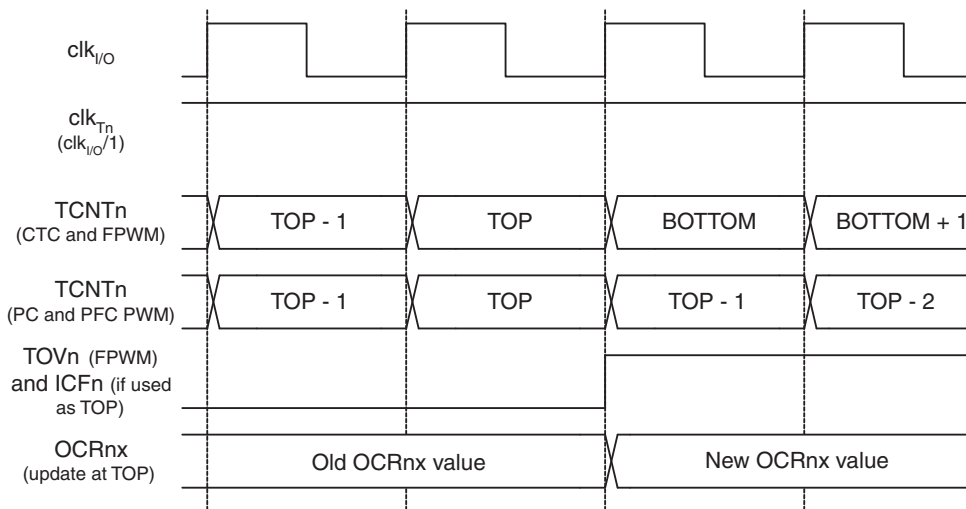 clkI/O
clkTn
(clkI/O/1)
TCNTn
(CTC and FPWM)
TOP - 1
TOP
BOTTOM
BOTTOM + 1
TCNTn
(PC and PFC PWM)
TOP - 1
TOP
TOP - 1
TOP - 2
TOVn (FPWM)
and ICFn (if used
as TOP)
OCRnx
(update at TOP)
Old OCRnx value
New OCRnx value